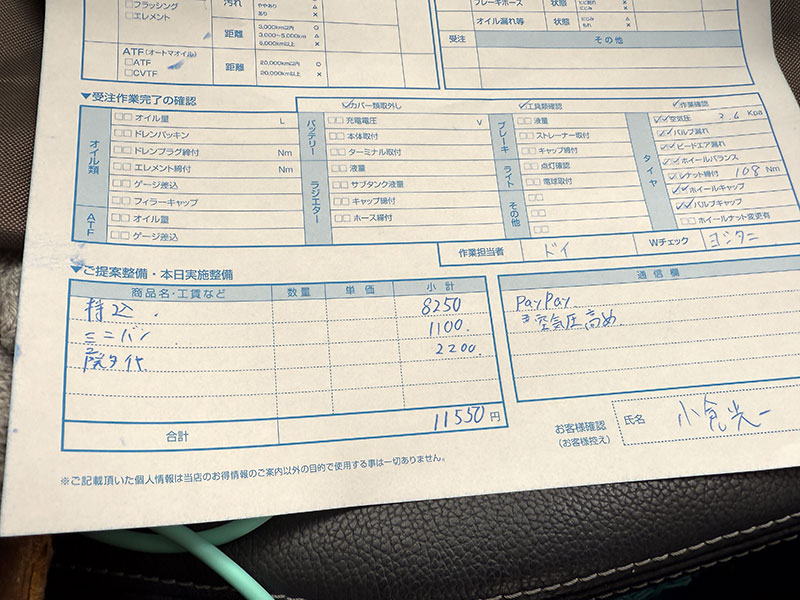 □フラッシング
□エレメント
汚れ
ややあり △
あり ×
距離
3,000km以内 ○
3,000〜5,000km △
5,000km以上 ×
ATF(オートマオイル)
□ATF
□CVTF
距離
20,000km以内 ○
20,000km以上 ×
ブレーキホース
状態
オイル漏れ等
状態
にじみ △
もれ ×
受注
その他
▼受注作業完了の確認
オイル類
□□オイル量 L
□□ドレンパッキン
□□ドレンプラグ締付 Nm
□□エレメント締付 Nm
□□ゲージ差込
□□フィラーキャップ
ATF
□□オイル量
□□ゲージ差込
✓カバー類取外し
バッテリー
□□充電電圧 V
□□本体取付
□□ターミナル取付
ラジエター
□□液量
□□サブタンク液量
□□キャップ締付
□□ホース締付
✓工具類確認
ブレーキ
□□液量
□□ストレーナー取付
□□キャップ締付
ライト
□□点灯確認
□□電球取付
その他
□□
□□
□□
✓作業確認
タイヤ
✓✓空気圧 2.6 Kpa
✓✓バルブ漏れ
✓✓ビードエア漏れ
✓✓ホイールバランス
✓✓ナット締付 108 Nm
✓✓ホイールキャップ
✓✓バルブキャップ
□ホイールナット変更有
作業担当者 ドイ Wチェック ヨシタニ
▼ご提案整備・本日実施整備
商品名・工賃など 数量 単価 小計
持込 8250
ミニバン 1100
廃タ代 2200
合計 11550円
通信欄
PayPay
空気圧高め
お客様確認
(お客様控え)
氏名
※ご記載頂いた個人情報は当店のお得情報のご案内以外の目的で使用する事は一切ありません。